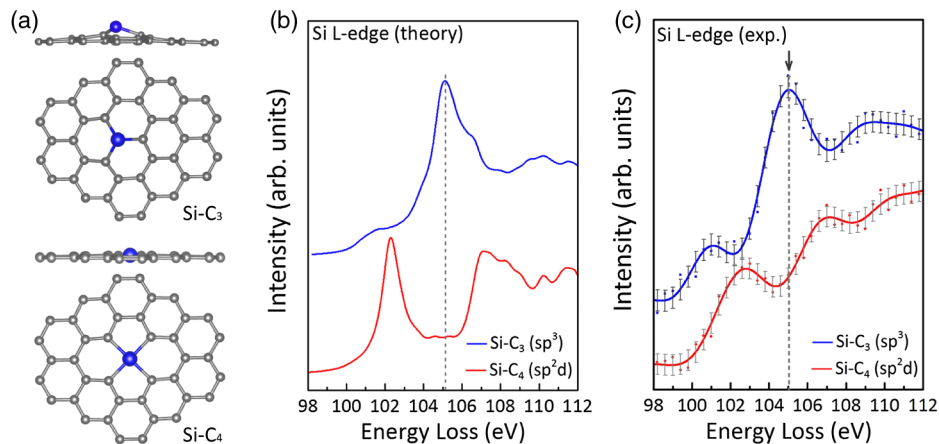 (a)
Si-C₃
Si-C₄
(b)
Si L-edge (theory)
Intensity (arb. units)
Si-C₃ (sp³)
Si-C₄ (sp²d)
98 100 102 104 106 108 110 112
Energy Loss (eV)
(c)
Si L-edge (exp.)
Intensity (arb. units)
Si-C₃ (sp³)
Si-C₄ (sp²d)
98 100 102 104 106 108 110 112
Energy Loss (eV)